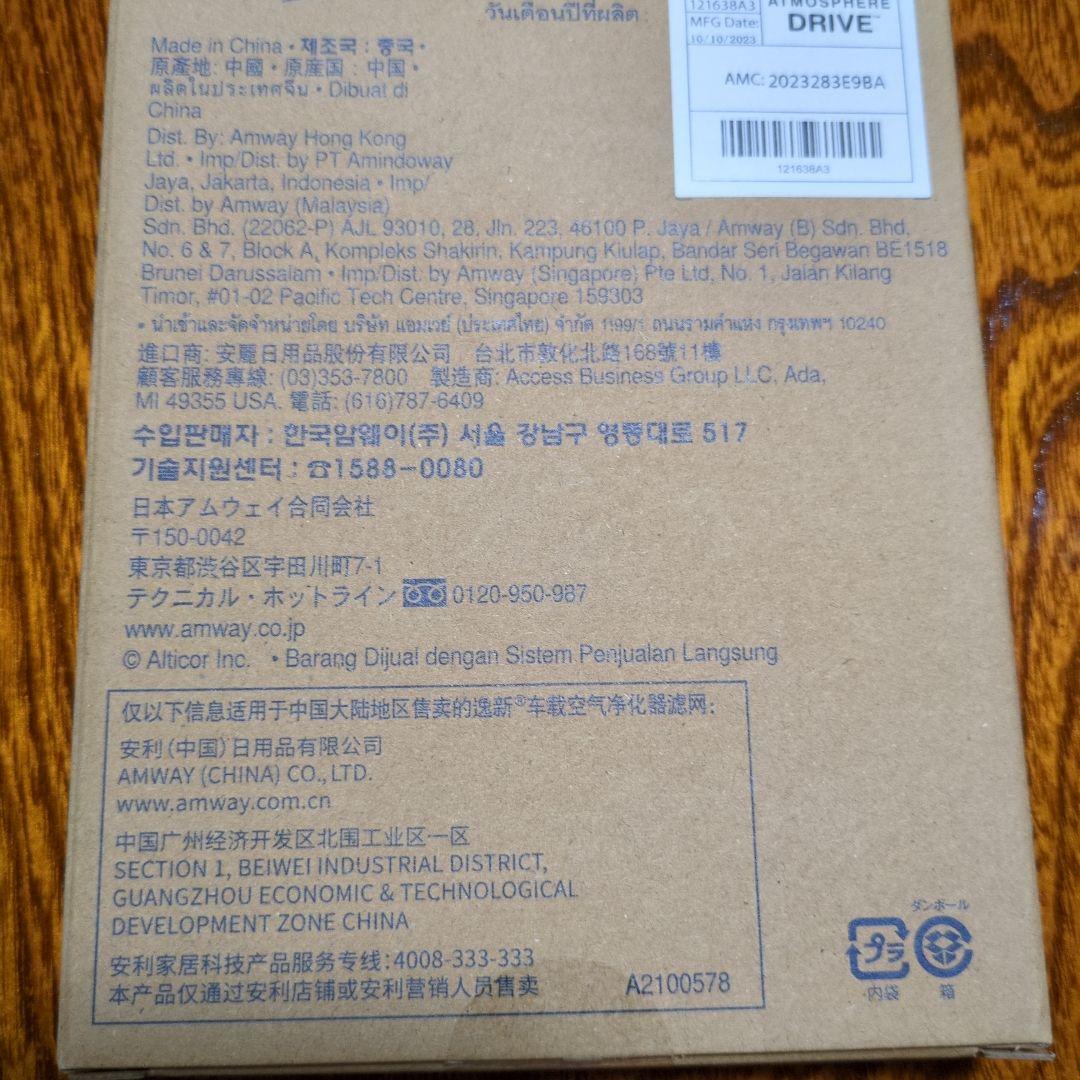 วันเดือนปีที่ผลิต
121638A3
MFG Date:
10/10/2023
ATMOSPHERE
DRIVE™
AMC: 2023283E9BA
121638A3
Made in China • 제조국 : 중국 •
原產地: 中國 • 原産国 : 中国 •
ผลิตในประเทศจีน • Dibuat di
China
Dist. By: Amway Hong Kong
Ltd. • Imp/Dist. by PT Amindoway
Jaya, Jakarta, Indonesia • Imp/
Dist. by Amway (Malaysia)
Sdn. Bhd. (22062-P) AJL 93010, 28, Jln. 223, 46100 P. Jaya / Amway (B) Sdn. Bhd.
No. 6 & 7, Block A, Kompleks Shakirin, Kampung Kiulap, Bandar Seri Begawan BE1518
Brunei Darussalam • Imp/Dist. by Amway (Singapore) Pte Ltd, No. 1, Jalan Kilang
Timor, #01-02 Pacific Tech Centre, Singapore 159303
• นำเข้าและจัดจำหน่ายโดย บริษัท แอมเวย์ (ประเทศไทย) จำกัด ถนนรามคำแหง กรุงเทพฯ 10240
進口商: 安麗日用品股份有限公司 台北市敦化北路168號11樓
顧客服務專線: (03)353-7800 製造商: Access Business Group LLC, Ada,
MI 49355 USA. 電話: (616)787-6409
수입판매자 : 한국암웨이(주) 서울 강남구 영동대로 517
기술지원센터 : ☎1588-0080
日本アムウェイ合同会社
〒150-0042
東京都渋谷区宇田川町7-1
テクニカル・ホットライン 0120-950-987
www.amway.co.jp
© Alticor Inc. • Barang Dijual dengan Sistem Penjualan Langsung
仅以下信息适用于中国大陆地区售卖的逸新®车载空气净化器滤网:
安利(中国)日用品有限公司
AMWAY (CHINA) CO., LTD.
www.amway.com.cn
中国广州经济开发区北围工业区一区
SECTION 1, BEIWEI INDUSTRIAL DISTRICT,
GUANGZHOU ECONOMIC & TECHNOLOGICAL
DEVELOPMENT ZONE CHINA
安利家居科技产品服务专线:4008-333-333
本产品仅通过安利店铺或安利营销人员售卖 A2100578
ダンボール
プラ
内袋 箱